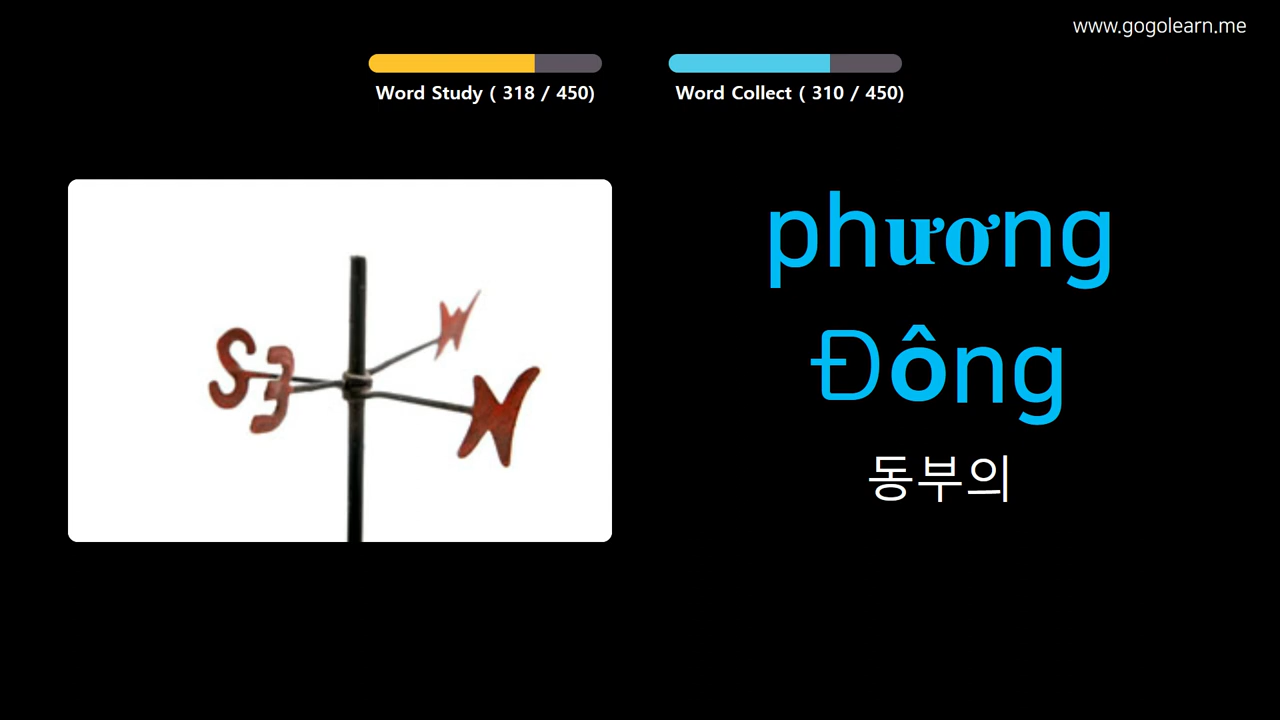 www.gogolearn.me
Word Study ( 318 / 450)
Word Collect ( 310 / 450)
phương
Đông
동부의
S E W N